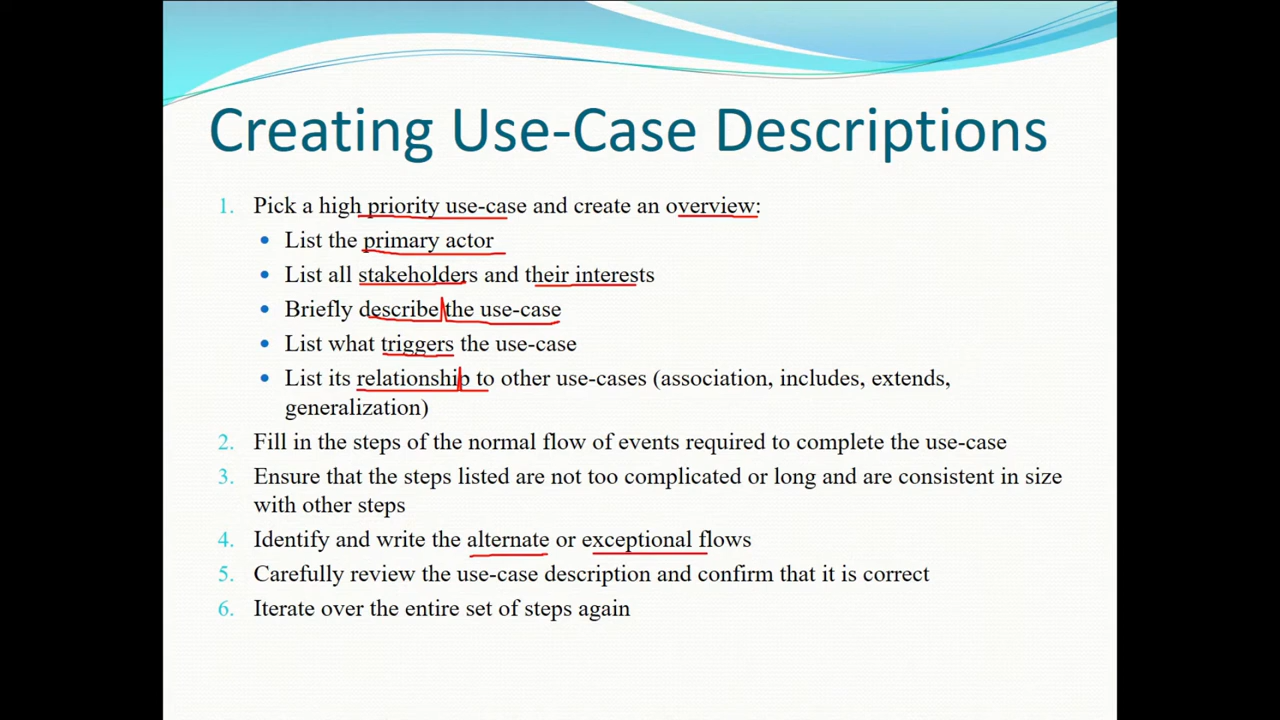 Creating Use-Case Descriptions
1. Pick a high priority use-case and create an overview:
• List the primary actor
• List all stakeholders and their interests
• Briefly describe the use-case
• List what triggers the use-case
• List its relationship to other use-cases (association, includes, extends,
generalization)
2. Fill in the steps of the normal flow of events required to complete the use-case
3. Ensure that the steps listed are not too complicated or long and are consistent in size
with other steps
4. Identify and write the alternate or exceptional flows
5. Carefully review the use-case description and confirm that it is correct
6. Iterate over the entire set of steps again